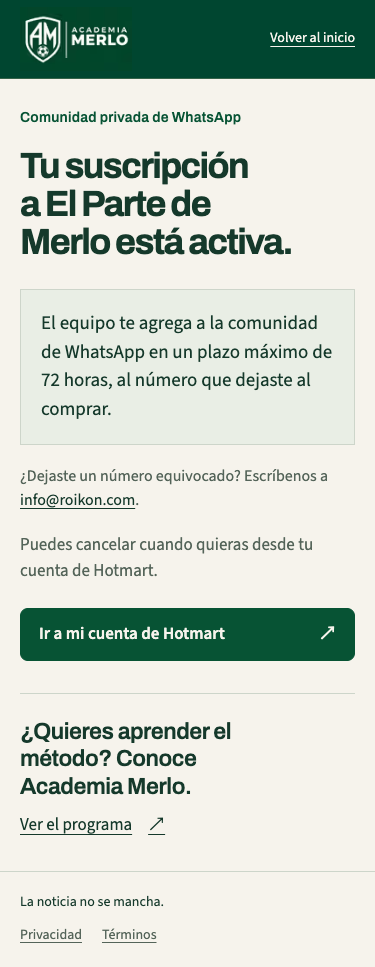 AM
ACADEMIA
MERLO
Volver al inicio
Comunidad privada de WhatsApp
Tu suscripción
a El Parte de
Merlo está activa.
El equipo te agrega a la comunidad
de WhatsApp en un plazo máximo de
72 horas, al número que dejaste al
comprar.
¿Dejaste un número equivocado? Escríbenos a
info@roikon.com.
Puedes cancelar cuando quieras desde tu
cuenta de Hotmart.
Ir a mi cuenta de Hotmart ↗
¿Quieres aprender el
método? Conoce
Academia Merlo.
Ver el programa ↗
La noticia no se mancha.
Privacidad Términos